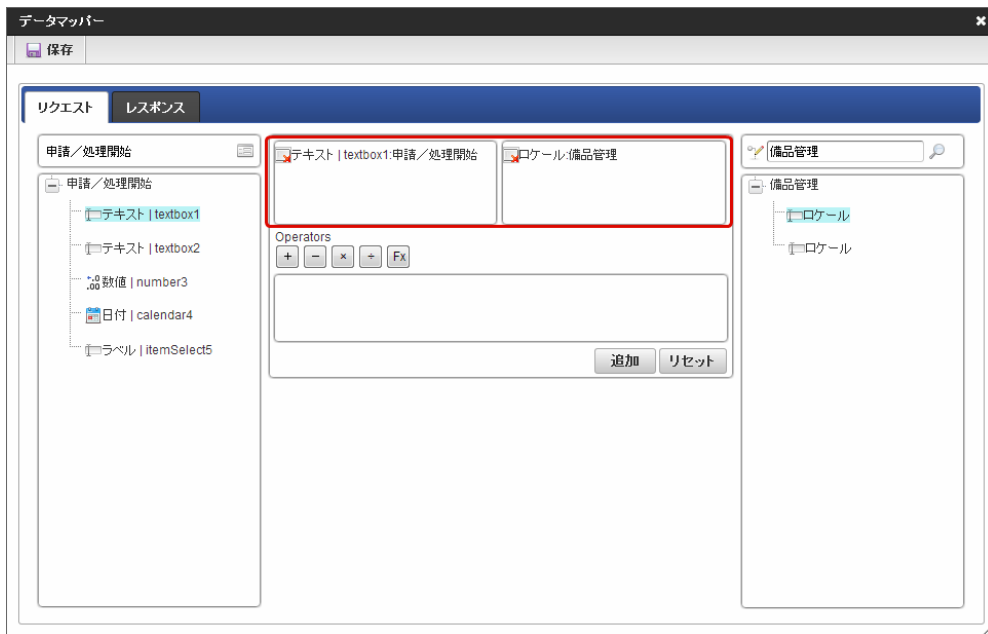 データマッパー
保存
リクエスト レスポンス
申請／処理開始
申請／処理開始
テキスト | textbox1
テキスト | textbox2
数値 | number3
日付 | calendar4
ラベル | itemSelect5
テキスト | textbox1:申請／処理開始
ロケール:備品管理
Operators
+ − × ÷ Fx
追加 リセット
備品管理
備品管理
ロケール
ロケール